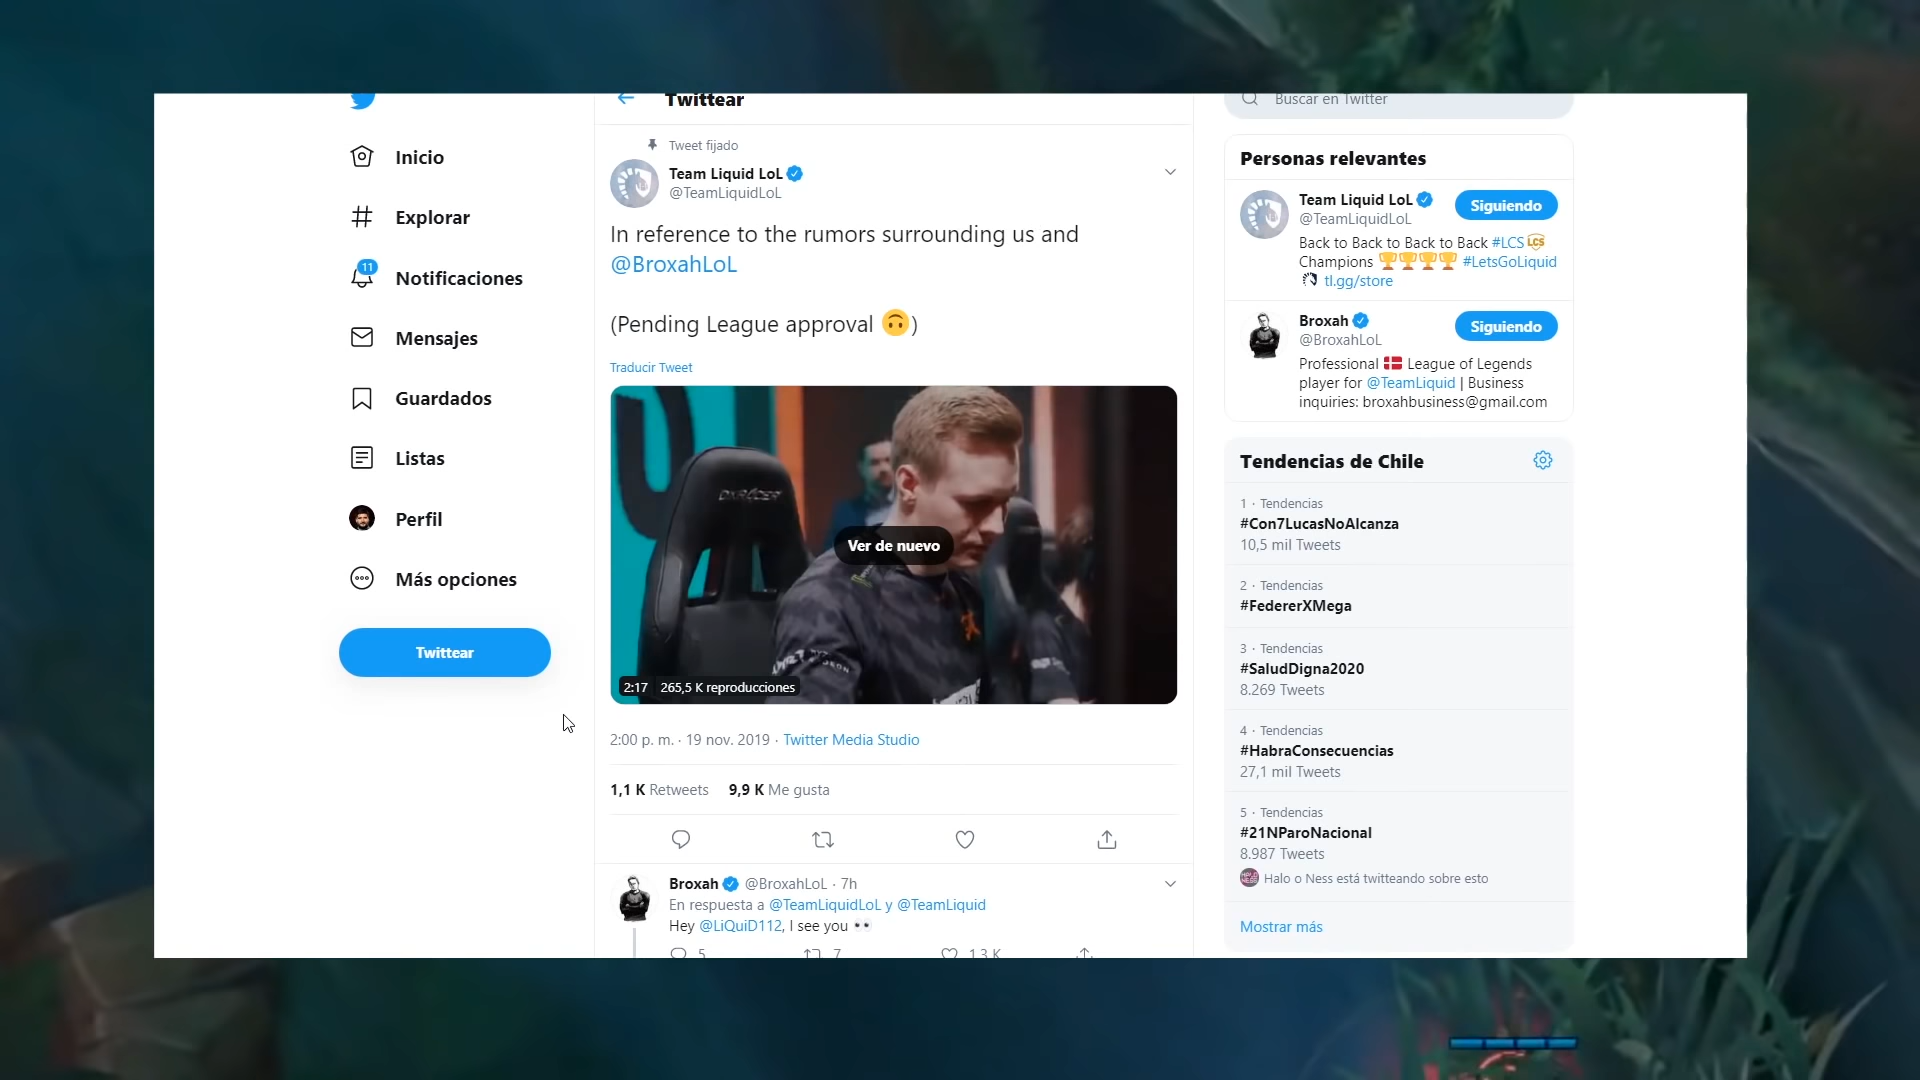 Twittear
Buscar en Twitter
Inicio
Explorar
11
Notificaciones
Mensajes
Guardados
Listas
Perfil
Más opciones
Twittear
Tweet fijado
Team Liquid LoL
@TeamLiquidLoL
In reference to the rumors surrounding us and
@BroxahLoL
(Pending League approval 🙃)
Traducir Tweet
DXRACER
Ver de nuevo
2:17 265,5 K reproducciones
2:00 p. m. · 19 nov. 2019 · Twitter Media Studio
1,1 K Retweets 9,9 K Me gusta
Broxah @BroxahLoL · 7h
En respuesta a @TeamLiquidLoL y @TeamLiquid
Hey @LiQuiD112, I see you 👀
5 7 1,3 K
Personas relevantes
Team Liquid LoL
@TeamLiquidLoL
Siguiendo
Back to Back to Back to Back #LCS
Champions 🏆🏆🏆🏆 #LetsGoLiquid
tl.gg/store
Broxah
@BroxahLoL
Siguiendo
Professional 🇩🇰 League of Legends
player for @TeamLiquid | Business
inquiries: broxahbusiness@gmail.com
Tendencias de Chile
1 · Tendencias
#Con7LucasNoAlcanza
10,5 mil Tweets
2 · Tendencias
#FedererXMega
3 · Tendencias
#SaludDigna2020
8.269 Tweets
4 · Tendencias
#HabraConsecuencias
27,1 mil Tweets
5 · Tendencias
#21NParoNacional
8.987 Tweets
Halo o Ness está twitteando sobre esto
Mostrar más